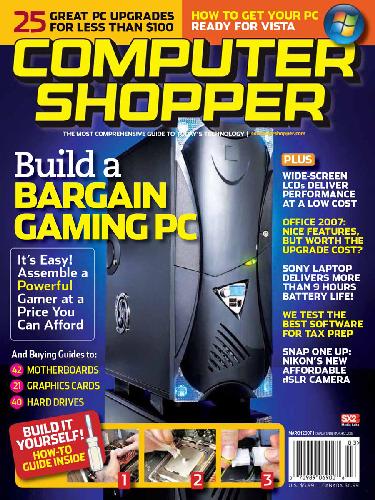 25 GREAT PC UPGRADES
FOR LESS THAN $100
HOW TO GET YOUR PC
READY FOR VISTA
COMPUTER
SHOPPER
THE MOST COMPREHENSIVE GUIDE TO TODAY'S TECHNOLOGY |
Build a
BARGAIN
GAMING PC
It's Easy!
Assemble a
Powerful
Gamer at a
Price You
Can Afford
And Buying Guides to:
42 MOTHERBOARDS
21 GRAPHICS CARDS
40 HARD DRIVES
BUILD IT
YOURSELF!
HOW-TO
GUIDE INSIDE
1
2
3
PLUS
WIDE-SCREEN
LCDs DELIVER
PERFORMANCE
AT A LOW COST
OFFICE 2007:
NICE FEATURES,
BUT WORTH THE
UPGRADE COST?
SONY LAPTOP
DELIVERS MORE
THAN 9 HOURS
BATTERY LIFE!
WE TEST THE
BEST SOFTWARE
FOR TAX PREP
SNAP ONE UP:
NIKON'S NEW
AFFORDABLE
dSLR CAMERA
SX2
Media Labs
MARCH 2007